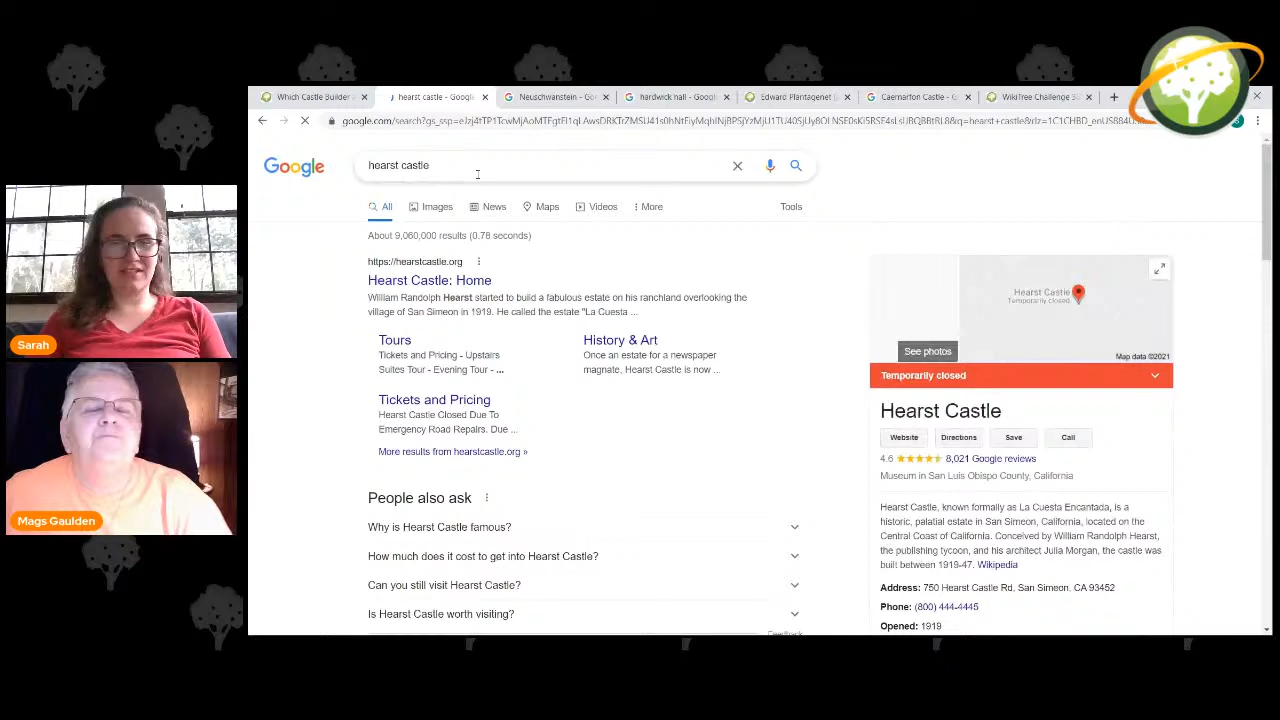 Which Castle Builder
hearst castle - Google
Neuschwanstein - Go
hardwick hall - Googl
Edward Plantagenet (
Caernarfon Castle - G
WikiTree Challenge
Google
hearst castle
All
Images
News
Maps
Videos
More
Tools
About 9,060,000 results (0.78 seconds)
https://hearstcastle.org
Hearst Castle: Home
William Randolph Hearst started to build a fabulous estate on his ranchland overlooking the
village of San Simeon in 1919. He called the estate "La Cuesta ...
Tours
Tickets and Pricing - Upstairs
Suites Tour - Evening Tour - ...
History & Art
Once an estate for a newspaper
magnate, Hearst Castle is now ...
Tickets and Pricing
Hearst Castle Closed Due To
Emergency Road Repairs. Due ...
More results from hearstcastle.org »
People also ask
Why is Hearst Castle famous?
How much does it cost to get into Hearst Castle?
Can you still visit Hearst Castle?
Is Hearst Castle worth visiting?
Feedback
Hearst Castle
Temporarily closed
See photos
Map data ©2021
Temporarily closed
Hearst Castle
Website
Directions
Save
Call
4.6 8,021 Google reviews
Museum in San Luis Obispo County, California
Hearst Castle, known formally as La Cuesta Encantada, is a
historic, palatial estate in San Simeon, California, located on the
Central Coast of California. Conceived by William Randolph Hearst,
the publishing tycoon, and his architect Julia Morgan, the castle was
built between 1919-47. Wikipedia
Address: 750 Hearst Castle Rd, San Simeon, CA 93452
Phone: (800) 444-4445
Opened: 1919
Sarah
Mags Gaulden